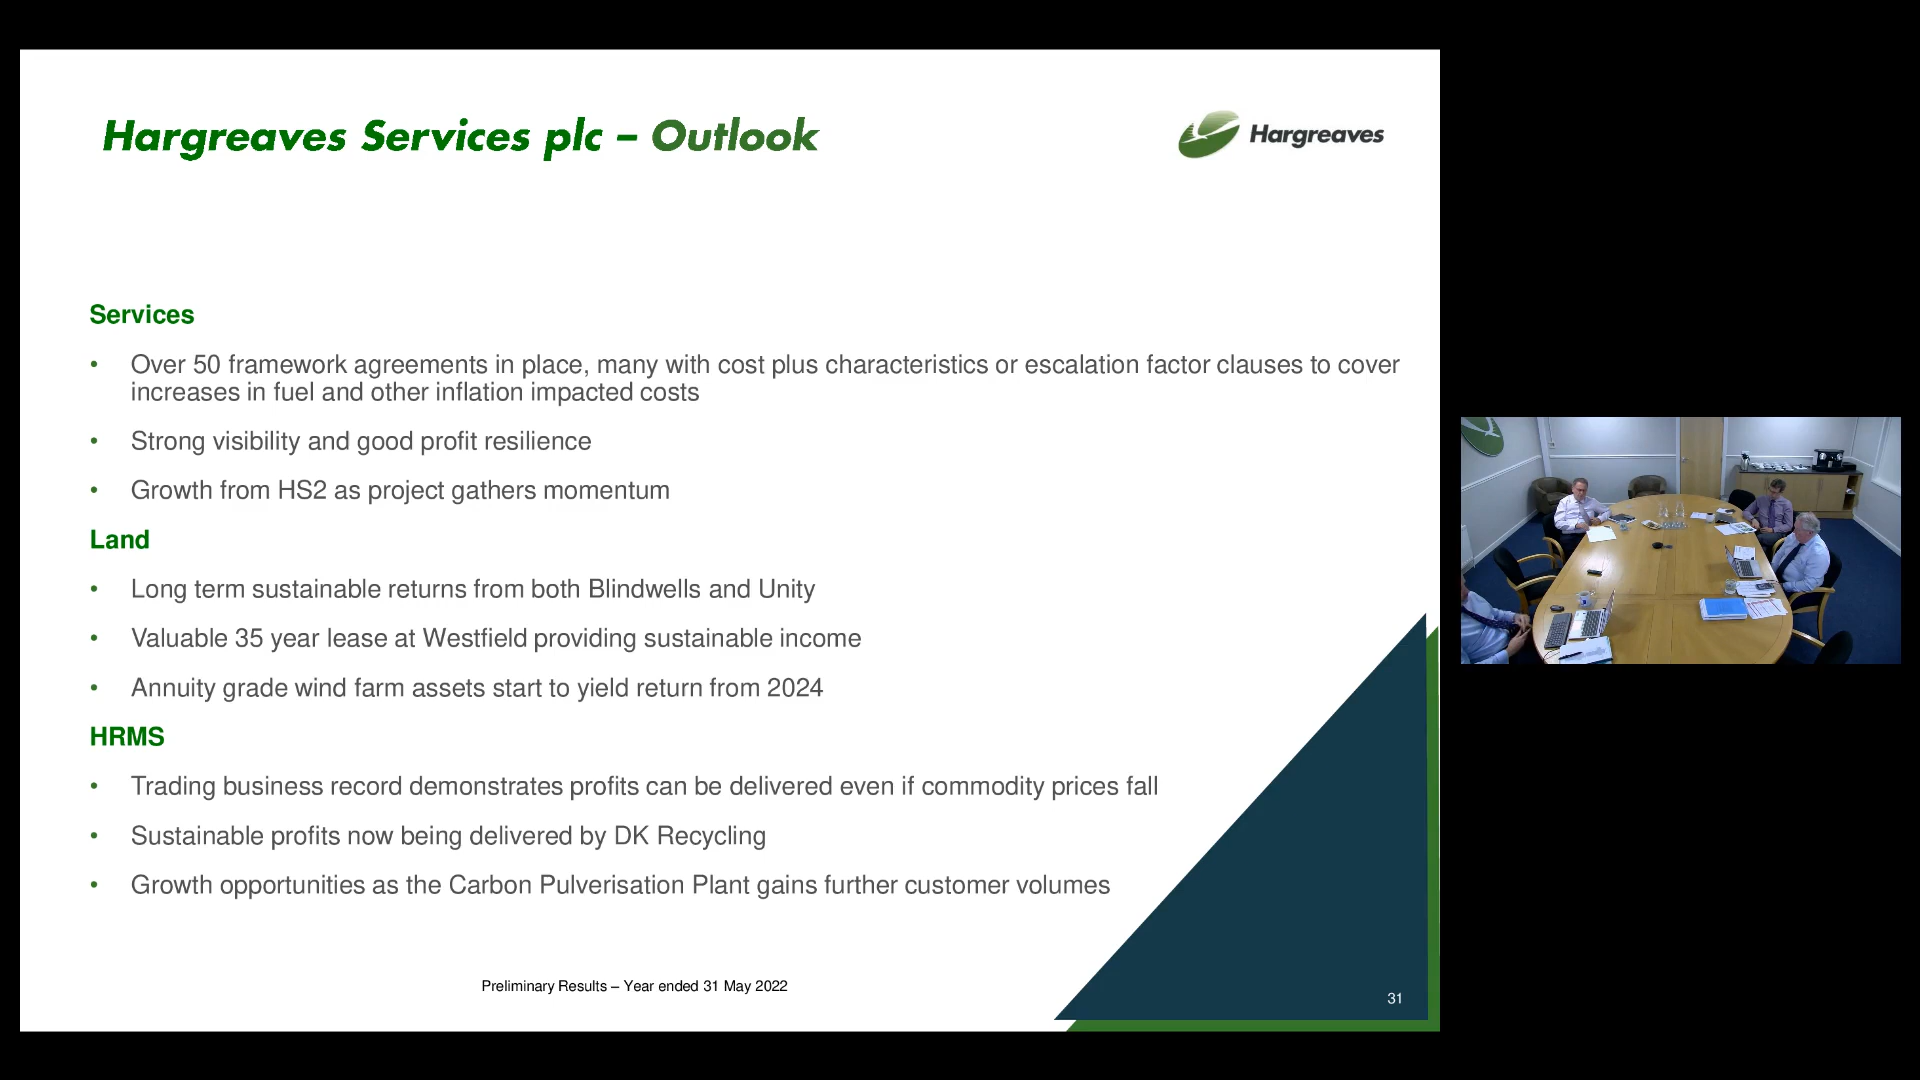 Hargreaves Services plc – Outlook
Hargreaves
Services
• Over 50 framework agreements in place, many with cost plus characteristics or escalation factor clauses to cover
increases in fuel and other inflation impacted costs
• Strong visibility and good profit resilience
• Growth from HS2 as project gathers momentum
Land
• Long term sustainable returns from both Blindwells and Unity
• Valuable 35 year lease at Westfield providing sustainable income
• Annuity grade wind farm assets start to yield return from 2024
HRMS
• Trading business record demonstrates profits can be delivered even if commodity prices fall
• Sustainable profits now being delivered by DK Recycling
• Growth opportunities as the Carbon Pulverisation Plant gains further customer volumes
Preliminary Results – Year ended 31 May 2022
31